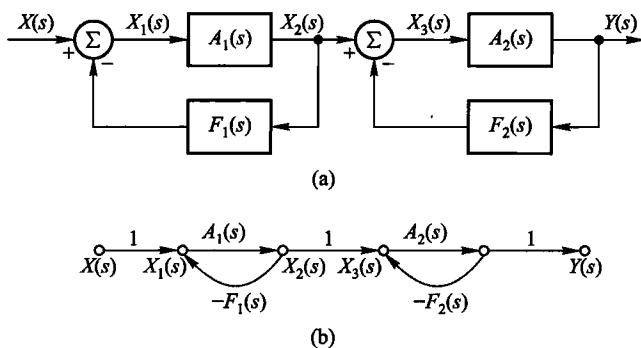 X(s) + Σ − X₁(s) A₁(s) X₂(s) + Σ − X₃(s) A₂(s) Y(s)
F₁(s) F₂(s)
(a)
1 A₁(s) 1 A₂(s) 1
X(s) X₁(s) X₂(s) X₃(s) Y(s)
−F₁(s) −F₂(s)
(b)